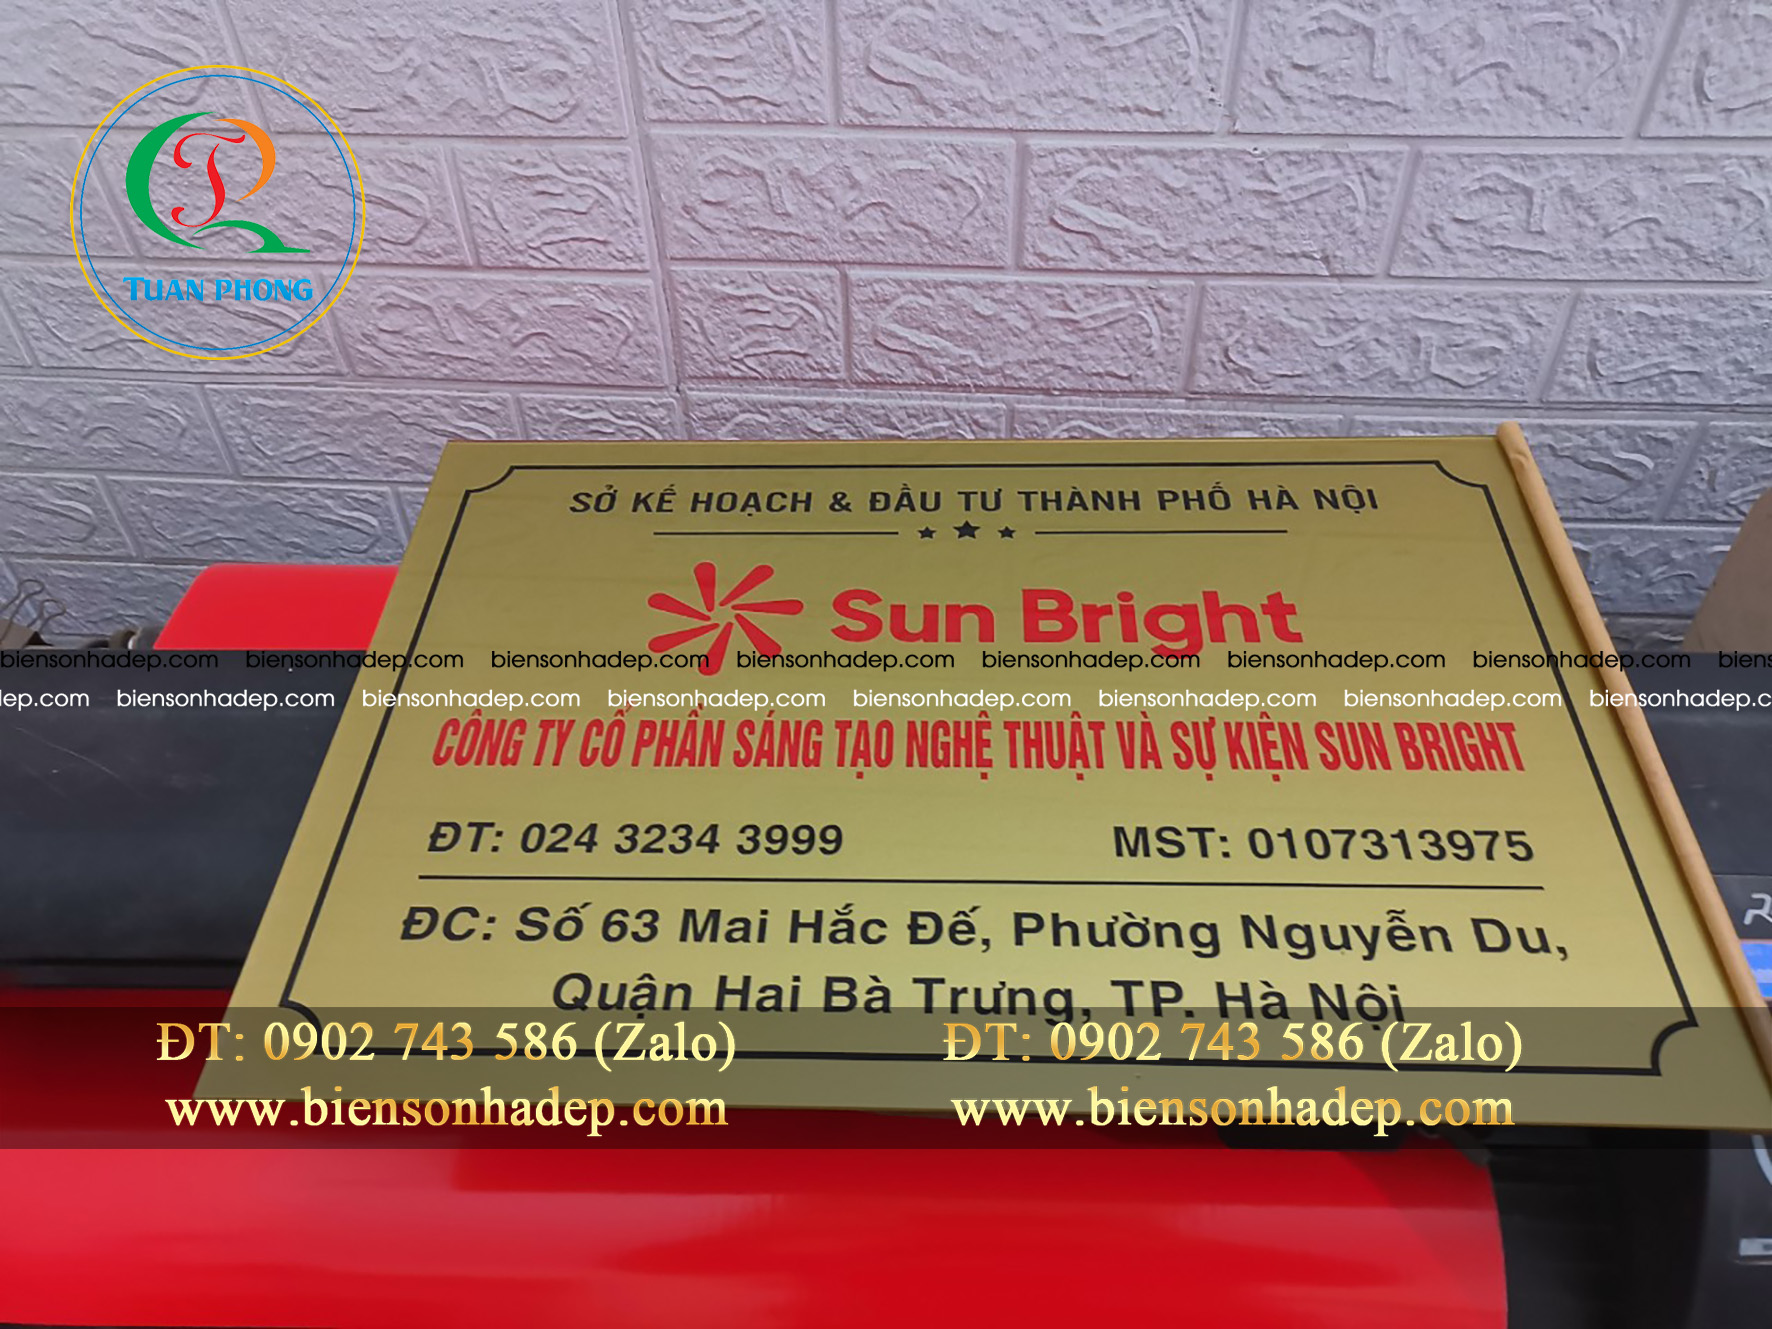 TUAN PHONG
SỞ KẾ HOẠCH & ĐẦU TƯ THÀNH PHỐ HÀ NỘI
Sun Bright
biensonhadep.com biensonhadep.com biensonhadep.com biensonhadep.com biensonhadep.com biensonhadep.com biensonhadep.com
biensonhadep.com biensonhadep.com biensonhadep.com biensonhadep.com biensonhadep.com biensonhadep.com
CÔNG TY CỔ PHẦN SÁNG TẠO NGHỆ THUẬT VÀ SỰ KIỆN SUN BRIGHT
ĐT: 024 3234 3999 MST: 0107313975
ĐC: Số 63 Mai Hắc Đế, Phường Nguyễn Du,
Quận Hai Bà Trưng, TP. Hà Nội
ĐT: 0902 743 586 (Zalo) ĐT: 0902 743 586 (Zalo)
www.biensonhadep.com www.biensonhadep.com